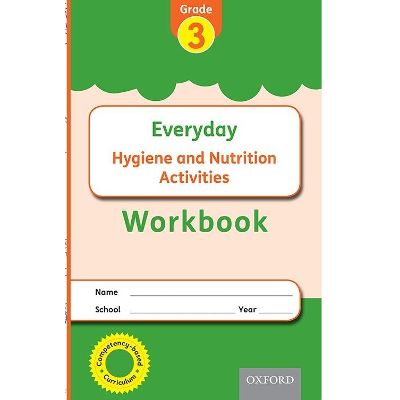 Grade
3
Everyday
Hygiene and Nutrition
Activities
Workbook
Name
School Year
Competency-based
Curriculum
OXFORD